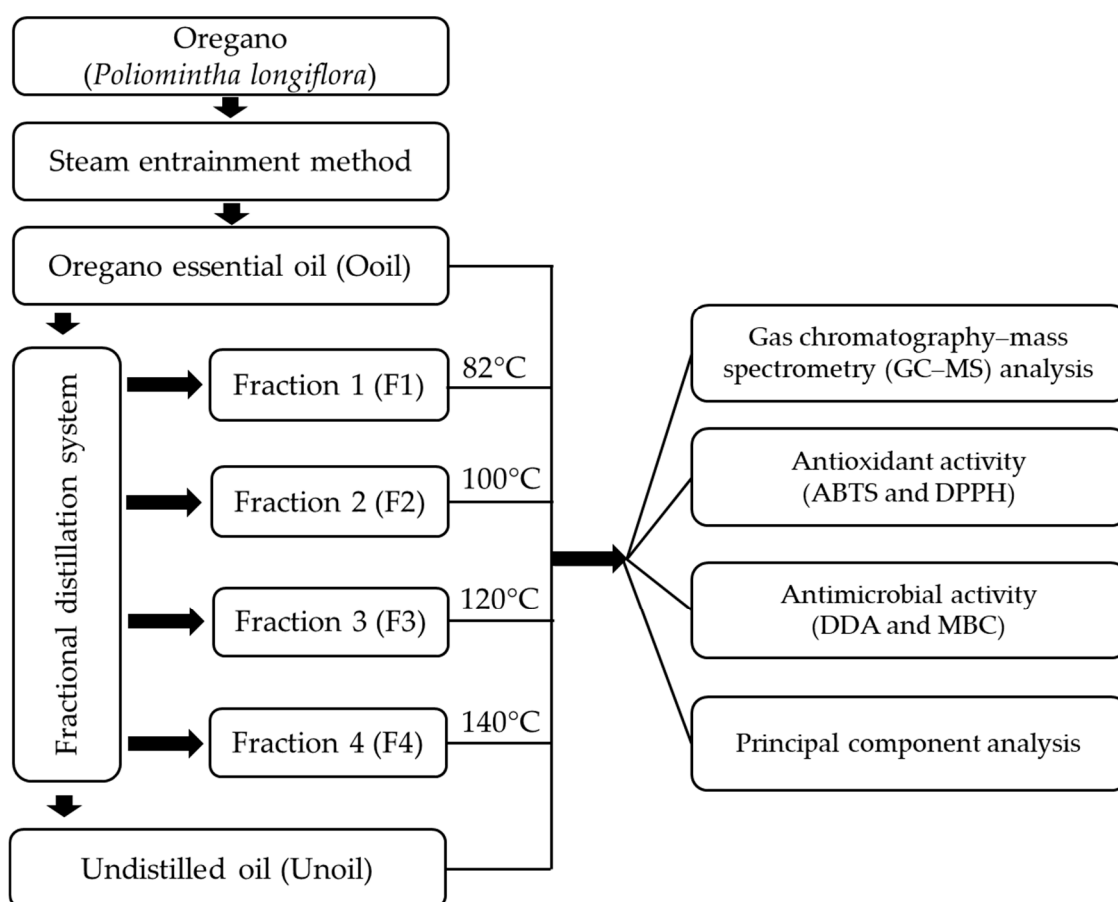 Oregano
(Poliomintha longiflora)
Steam entrainment method
Oregano essential oil (Ooil)
Fractional distillation system
Fraction 1 (F1)
82°C
Fraction 2 (F2)
100°C
Fraction 3 (F3)
120°C
Fraction 4 (F4)
140°C
Undistilled oil (Unoil)
Gas chromatography–mass
spectrometry (GC–MS) analysis
Antioxidant activity
(ABTS and DPPH)
Antimicrobial activity
(DDA and MBC)
Principal component analysis